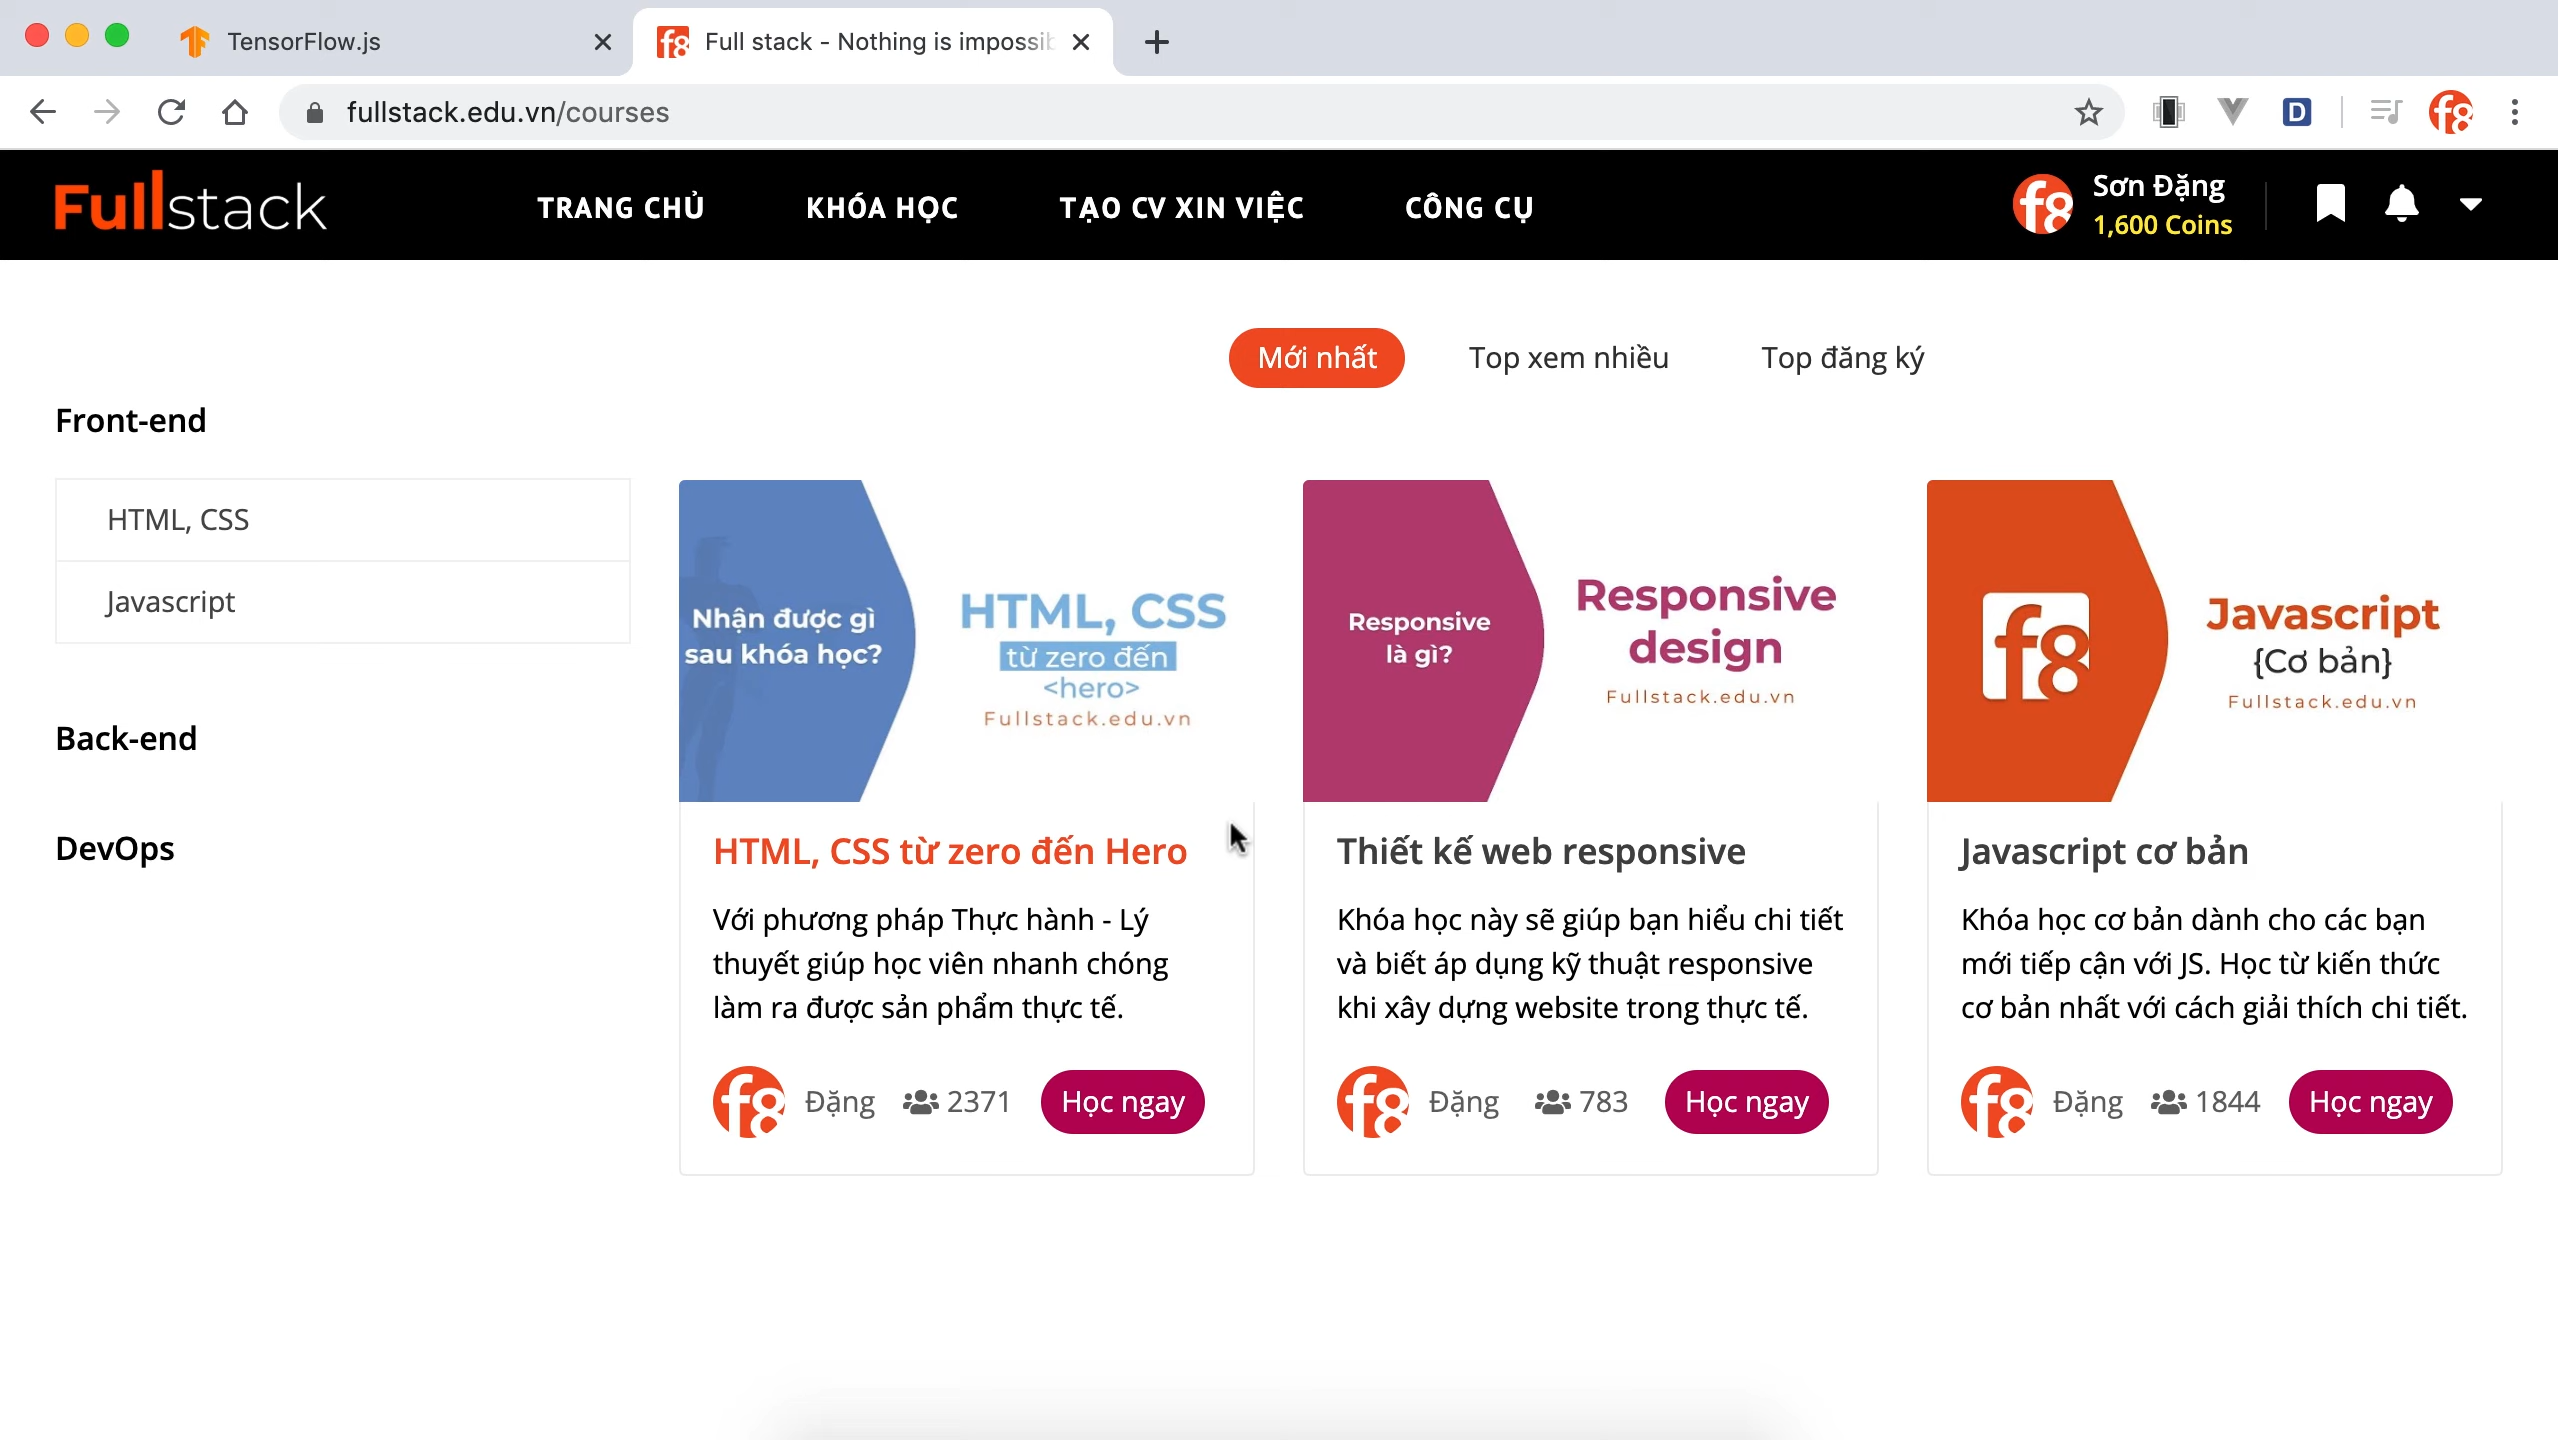 TensorFlow.js
Full stack - Nothing is impossib
fullstack.edu.vn/courses
D
f8
Fullstack
TRANG CHỦ
KHÓA HỌC
TẠO CV XIN VIỆC
CÔNG CỤ
f8
Sơn Đặng
1,600 Coins
Mới nhất
Top xem nhiều
Top đăng ký
Front-end
HTML, CSS
Javascript
Back-end
DevOps
Nhận được gì
sau khóa học?
HTML, CSS
từ zero đến
<hero>
Fullstack.edu.vn
HTML, CSS từ zero đến Hero
Với phương pháp Thực hành - Lý
thuyết giúp học viên nhanh chóng
làm ra được sản phẩm thực tế.
f8
Đặng
2371
Học ngay
Responsive
là gì?
Responsive
design
Fullstack.edu.vn
Thiết kế web responsive
Khóa học này sẽ giúp bạn hiểu chi tiết
và biết áp dụng kỹ thuật responsive
khi xây dựng website trong thực tế.
f8
Đặng
783
Học ngay
f8
Javascript
{Cơ bản}
Fullstack.edu.vn
Javascript cơ bản
Khóa học cơ bản dành cho các bạn
mới tiếp cận với JS. Học từ kiến thức
cơ bản nhất với cách giải thích chi tiết.
f8
Đặng
1844
Học ngay